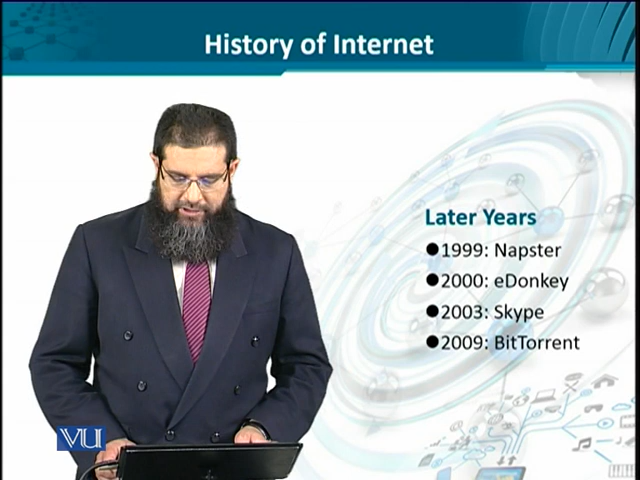 History of Internet
Later Years
●1999: Napster
●2000: eDonkey
●2003: Skype
●2009: BitTorrent
VU